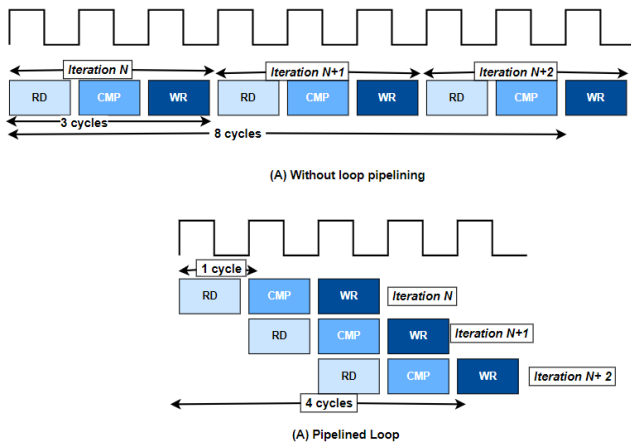 Iteration N Iteration N+1 Iteration N+2
RD CMP WR RD CMP WR RD CMP WR
3 cycles
8 cycles
(A) Without loop pipelining
1 cycle
RD CMP WR Iteration N
RD CMP WR Iteration N+1
RD CMP WR Iteration N+ 2
4 cycles
(A) Pipelined Loop